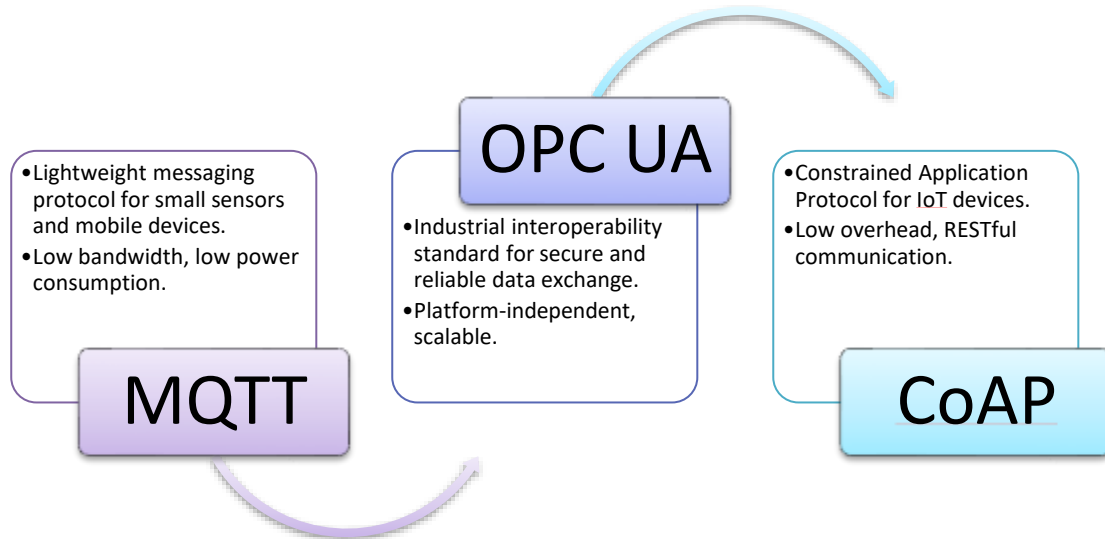 •Lightweight messaging
protocol for small sensors
and mobile devices.
•Low bandwidth, low power
consumption.
MQTT
OPC UA
•Industrial interoperability
standard for secure and
reliable data exchange.
•Platform-independent,
scalable.
•Constrained Application
Protocol for IoT devices.
•Low overhead, RESTful
communication.
CoAP